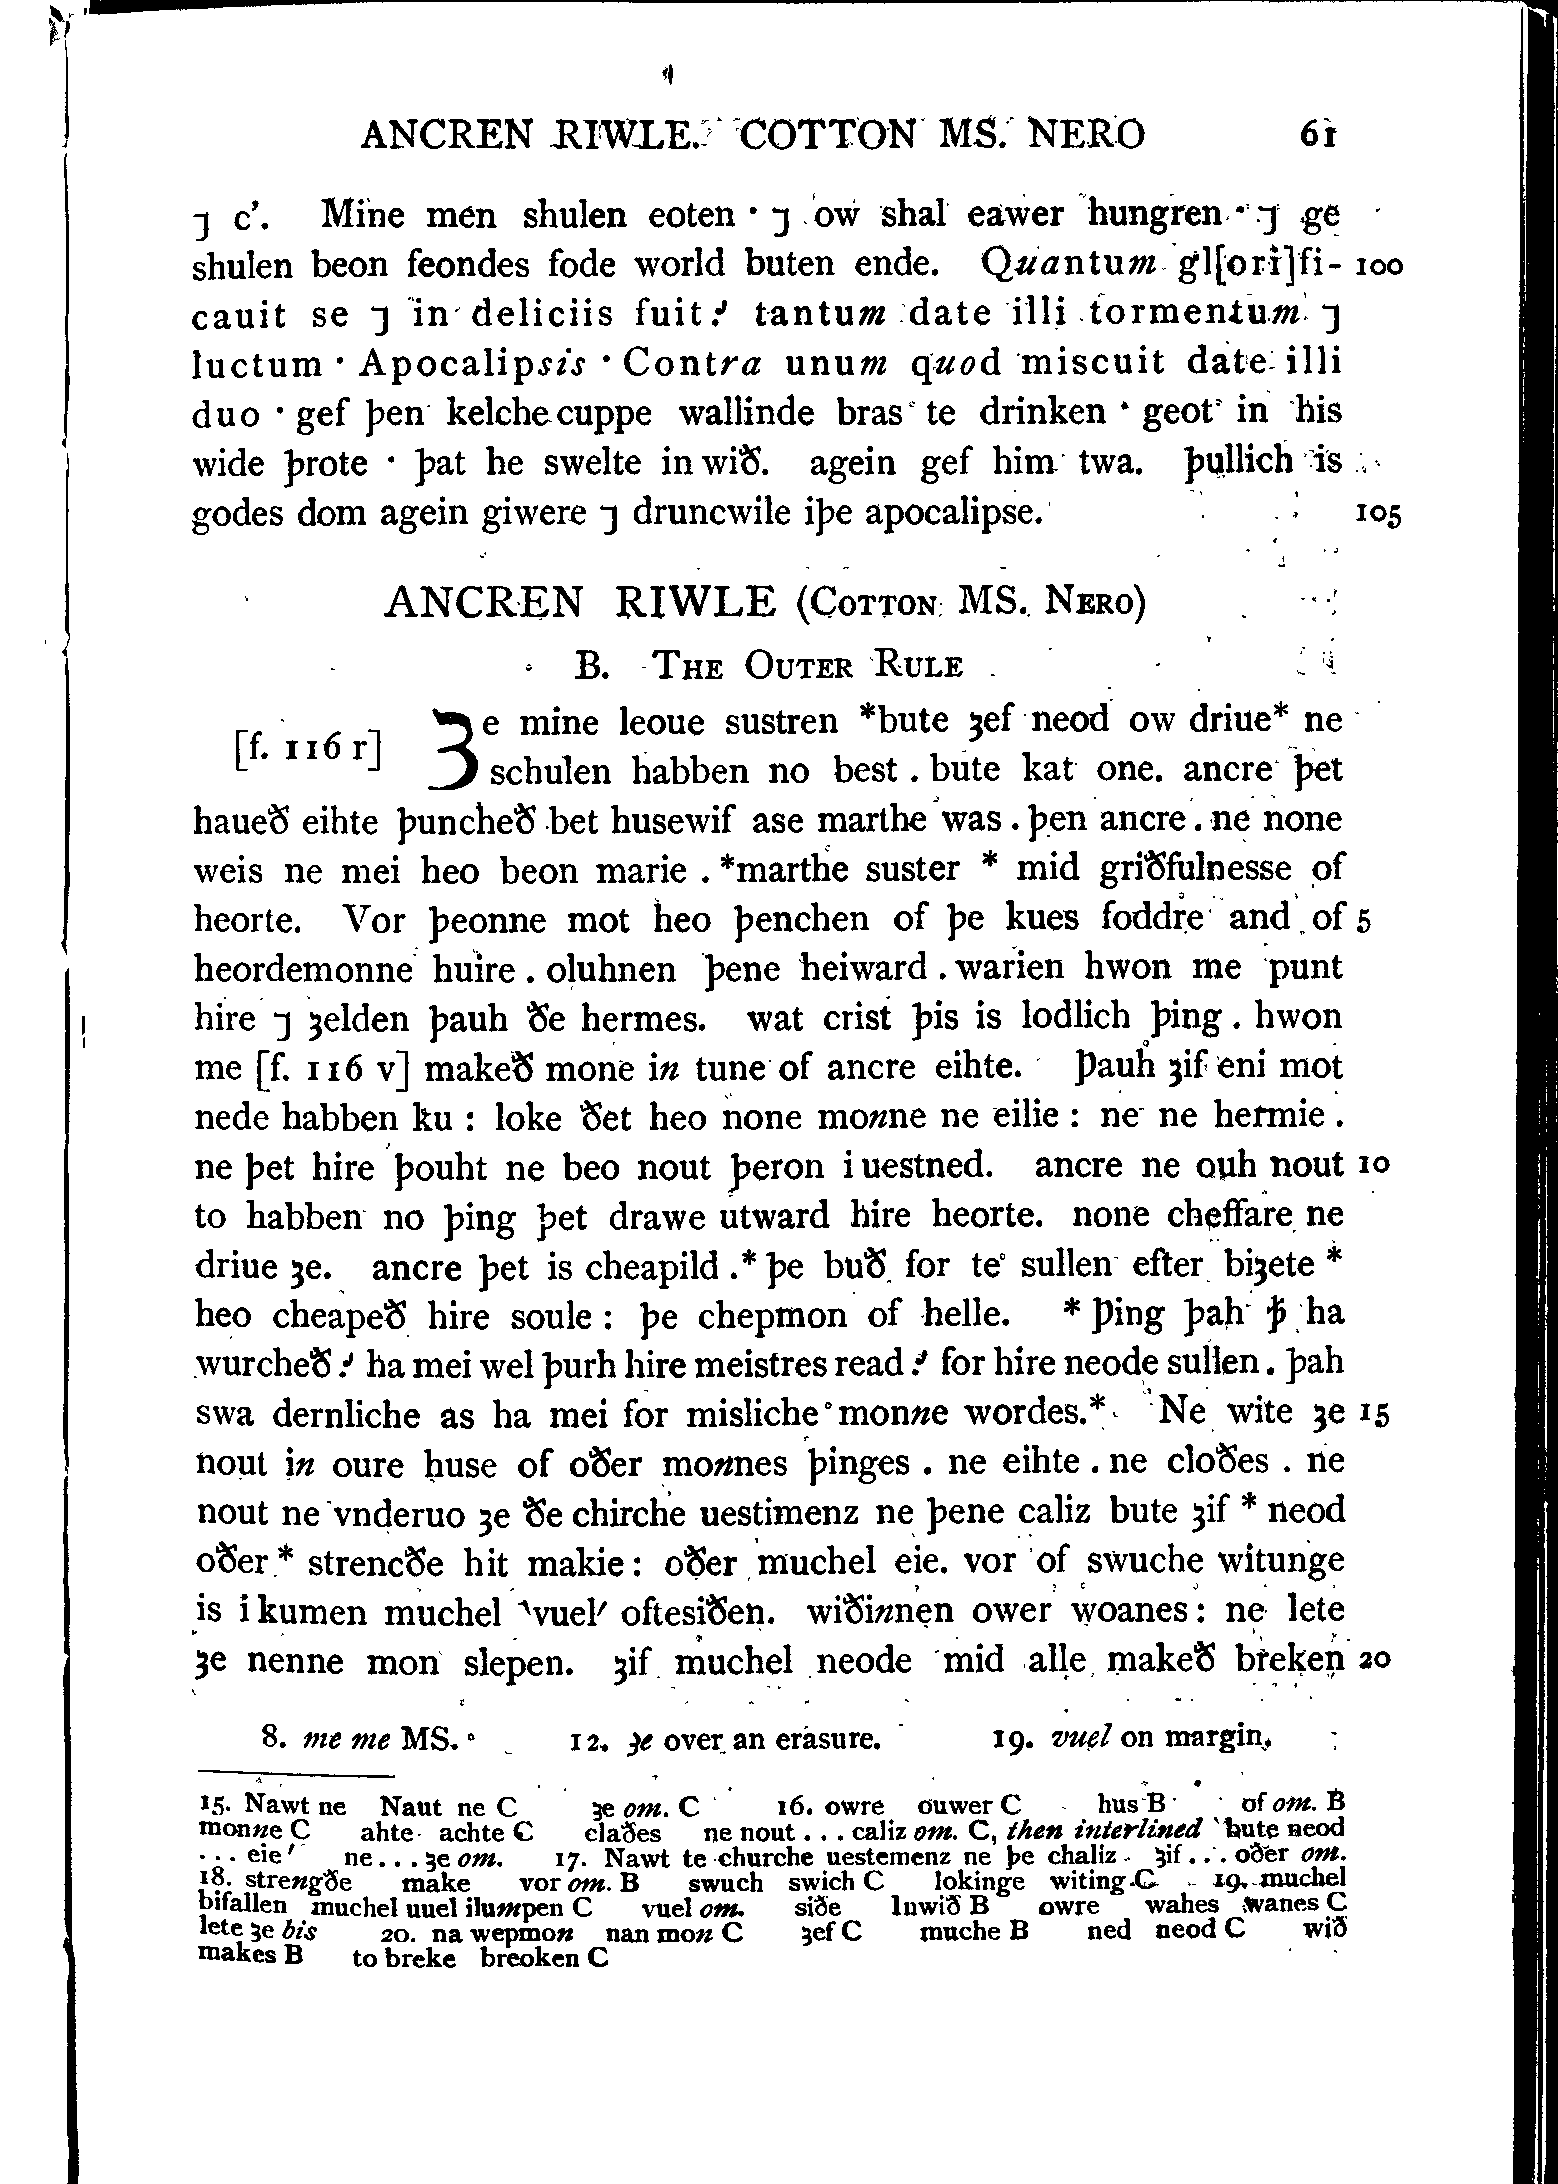 ANCREN RIWLE. COTTON MS. NERO 61
⁊ c’. Mine men shulen eoten · ⁊ ow shal eawer hungren · ⁊ ge
shulen beon feondes fode world buten ende. Quantum gl[ori]fi- 100
cauit se ⁊ in deliciis fuit⹎ tantum date illi tormentum ⁊
luctum · Apocalipsis · Contra unum quod miscuit date illi
duo · gef þen kelchecuppe wallinde bras te drinken · geot in his
wide þrote · þat he swelte in wið. agein gef him twa. þullich is
godes dom agein giwere ⁊ druncwile iþe apocalipse. 105
ANCREN RIWLE (COTTON MS. NERO)
B. THE OUTER RULE
[f. 116 r] Ȝe mine leoue sustren *bute ȝef neod ow driue* ne
schulen habben no best . bute kat one. ancre þet
haueð eihte þuncheð bet husewif ase marthe was . þen ancre . ne none
weis ne mei heo beon marie . *marthe suster * mid griðfulnesse of
heorte. Vor þeonne mot heo þenchen of þe kues foddre and of 5
heordemonne huire . oluhnen þene heiward . warien hwon me punt
hire ⁊ ȝelden þauh ðe hermes. wat crist þis is lodlich þing . hwon
me [f. 116 v] makeð mone in tune of ancre eihte. Þauh ȝif eni mot
nede habben ku : loke ðet heo none monne ne eilie : ne ne hermie .
ne þet hire þouht ne beo nout þeron i uestned. ancre ne ouh nout 10
to habben no þing þet drawe utward hire heorte. none cheffare ne
driue ȝe. ancre þet is cheapild .* þe buð for te sullen efter biȝete *
heo cheapeð hire soule : þe chepmon of helle. * Þing þah ꝥ ha
wurcheð⹎ ha mei wel þurh hire meistres read⹎ for hire neode sullen . þah
swa dernliche as ha mei for misliche monne wordes.* Ne wite ȝe 15
nout in oure huse of oðer monnes þinges . ne eihte . ne cloðes . ne
nout ne vnderuo ȝe ðe chirche uestimenz ne þene caliz bute ȝif * neod
oðer * strencðe hit makie : oðer muchel eie. vor of swuche witunge
is i kumen muchel ‵vuel′ oftesiðen. wiðinnen ower woanes : ne lete
ȝe nenne mon slepen. ȝif muchel neode mid alle makeð breken 20
8. me me MS. 12. ȝe over an erasure. 19. vuel on margin.
15. Nawt ne Naut ne C ȝe om. C 16. owre ouwer C hus B of om. B
monne C ahte achte C claðes ne nout . . . caliz om. C, then interlined ‵bute neod
. . . eie′ ne . . . ȝe om. 17. Nawt te churche uestemenz ne þe chaliz ȝif . . . oðer om.
18. strengðe make vor om. B swuch swich C lokinge witing C 19. muchel
bifallen muchel uuel ilumpen C vuel om. siðe Inwið B owre wahes wanes C
lete ȝe bis 20. na wepmon nan mon C ȝef C muche B ned neod C wið
makes B to breke breoken C